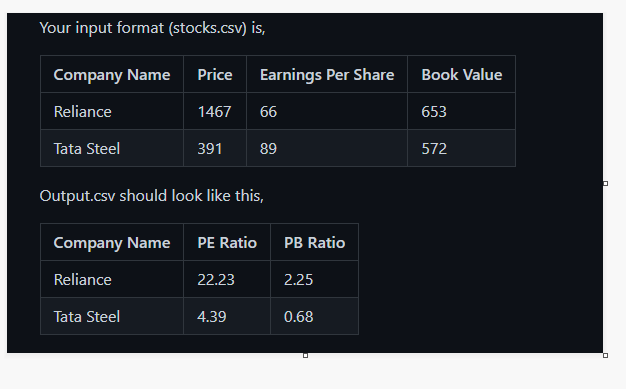 Your input format (stocks.csv) is,
Company Name Price Earnings Per Share Book Value
Reliance 1467 66 653
Tata Steel 391 89 572
Output.csv should look like this,
Company Name PE Ratio PB Ratio
Reliance 22.23 2.25
Tata Steel 4.39 0.68